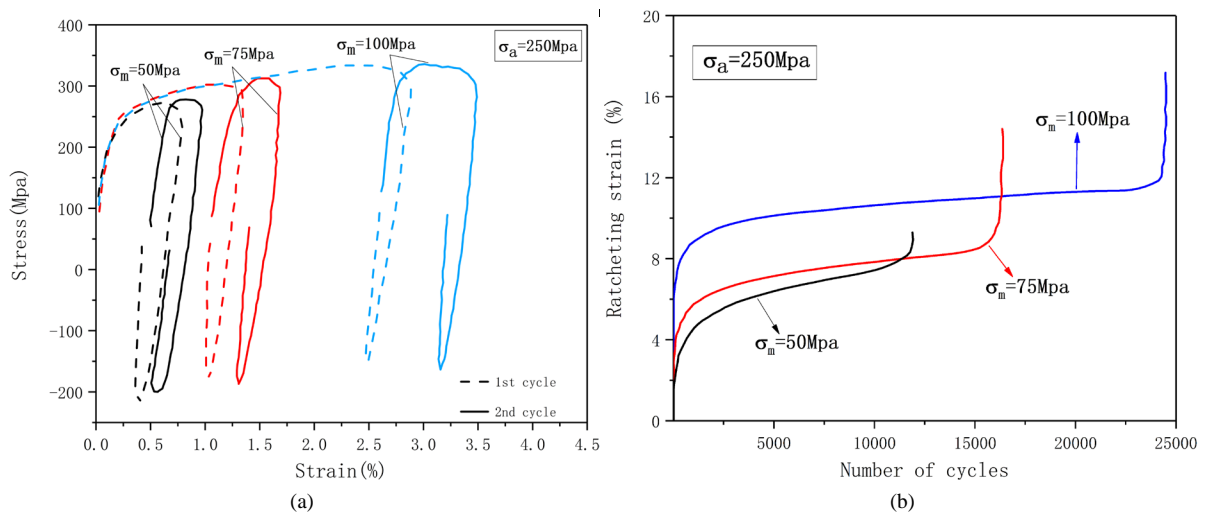 400
300
200
100
0
-100
-200
Stress(Mpa)
0.0 0.5 1.0 1.5 2.0 2.5 3.0 3.5 4.0 4.5
Strain(%)
σm=50Mpa
σm=75Mpa
σm=100Mpa
σa=250Mpa
1st cycle
2nd cycle
(a)
20
16
12
8
4
0
Ratcheting strain (%)
5000 10000 15000 20000 25000
Number of cycles
σa=250Mpa
σm=100Mpa
σm=75Mpa
σm=50Mpa
(b)